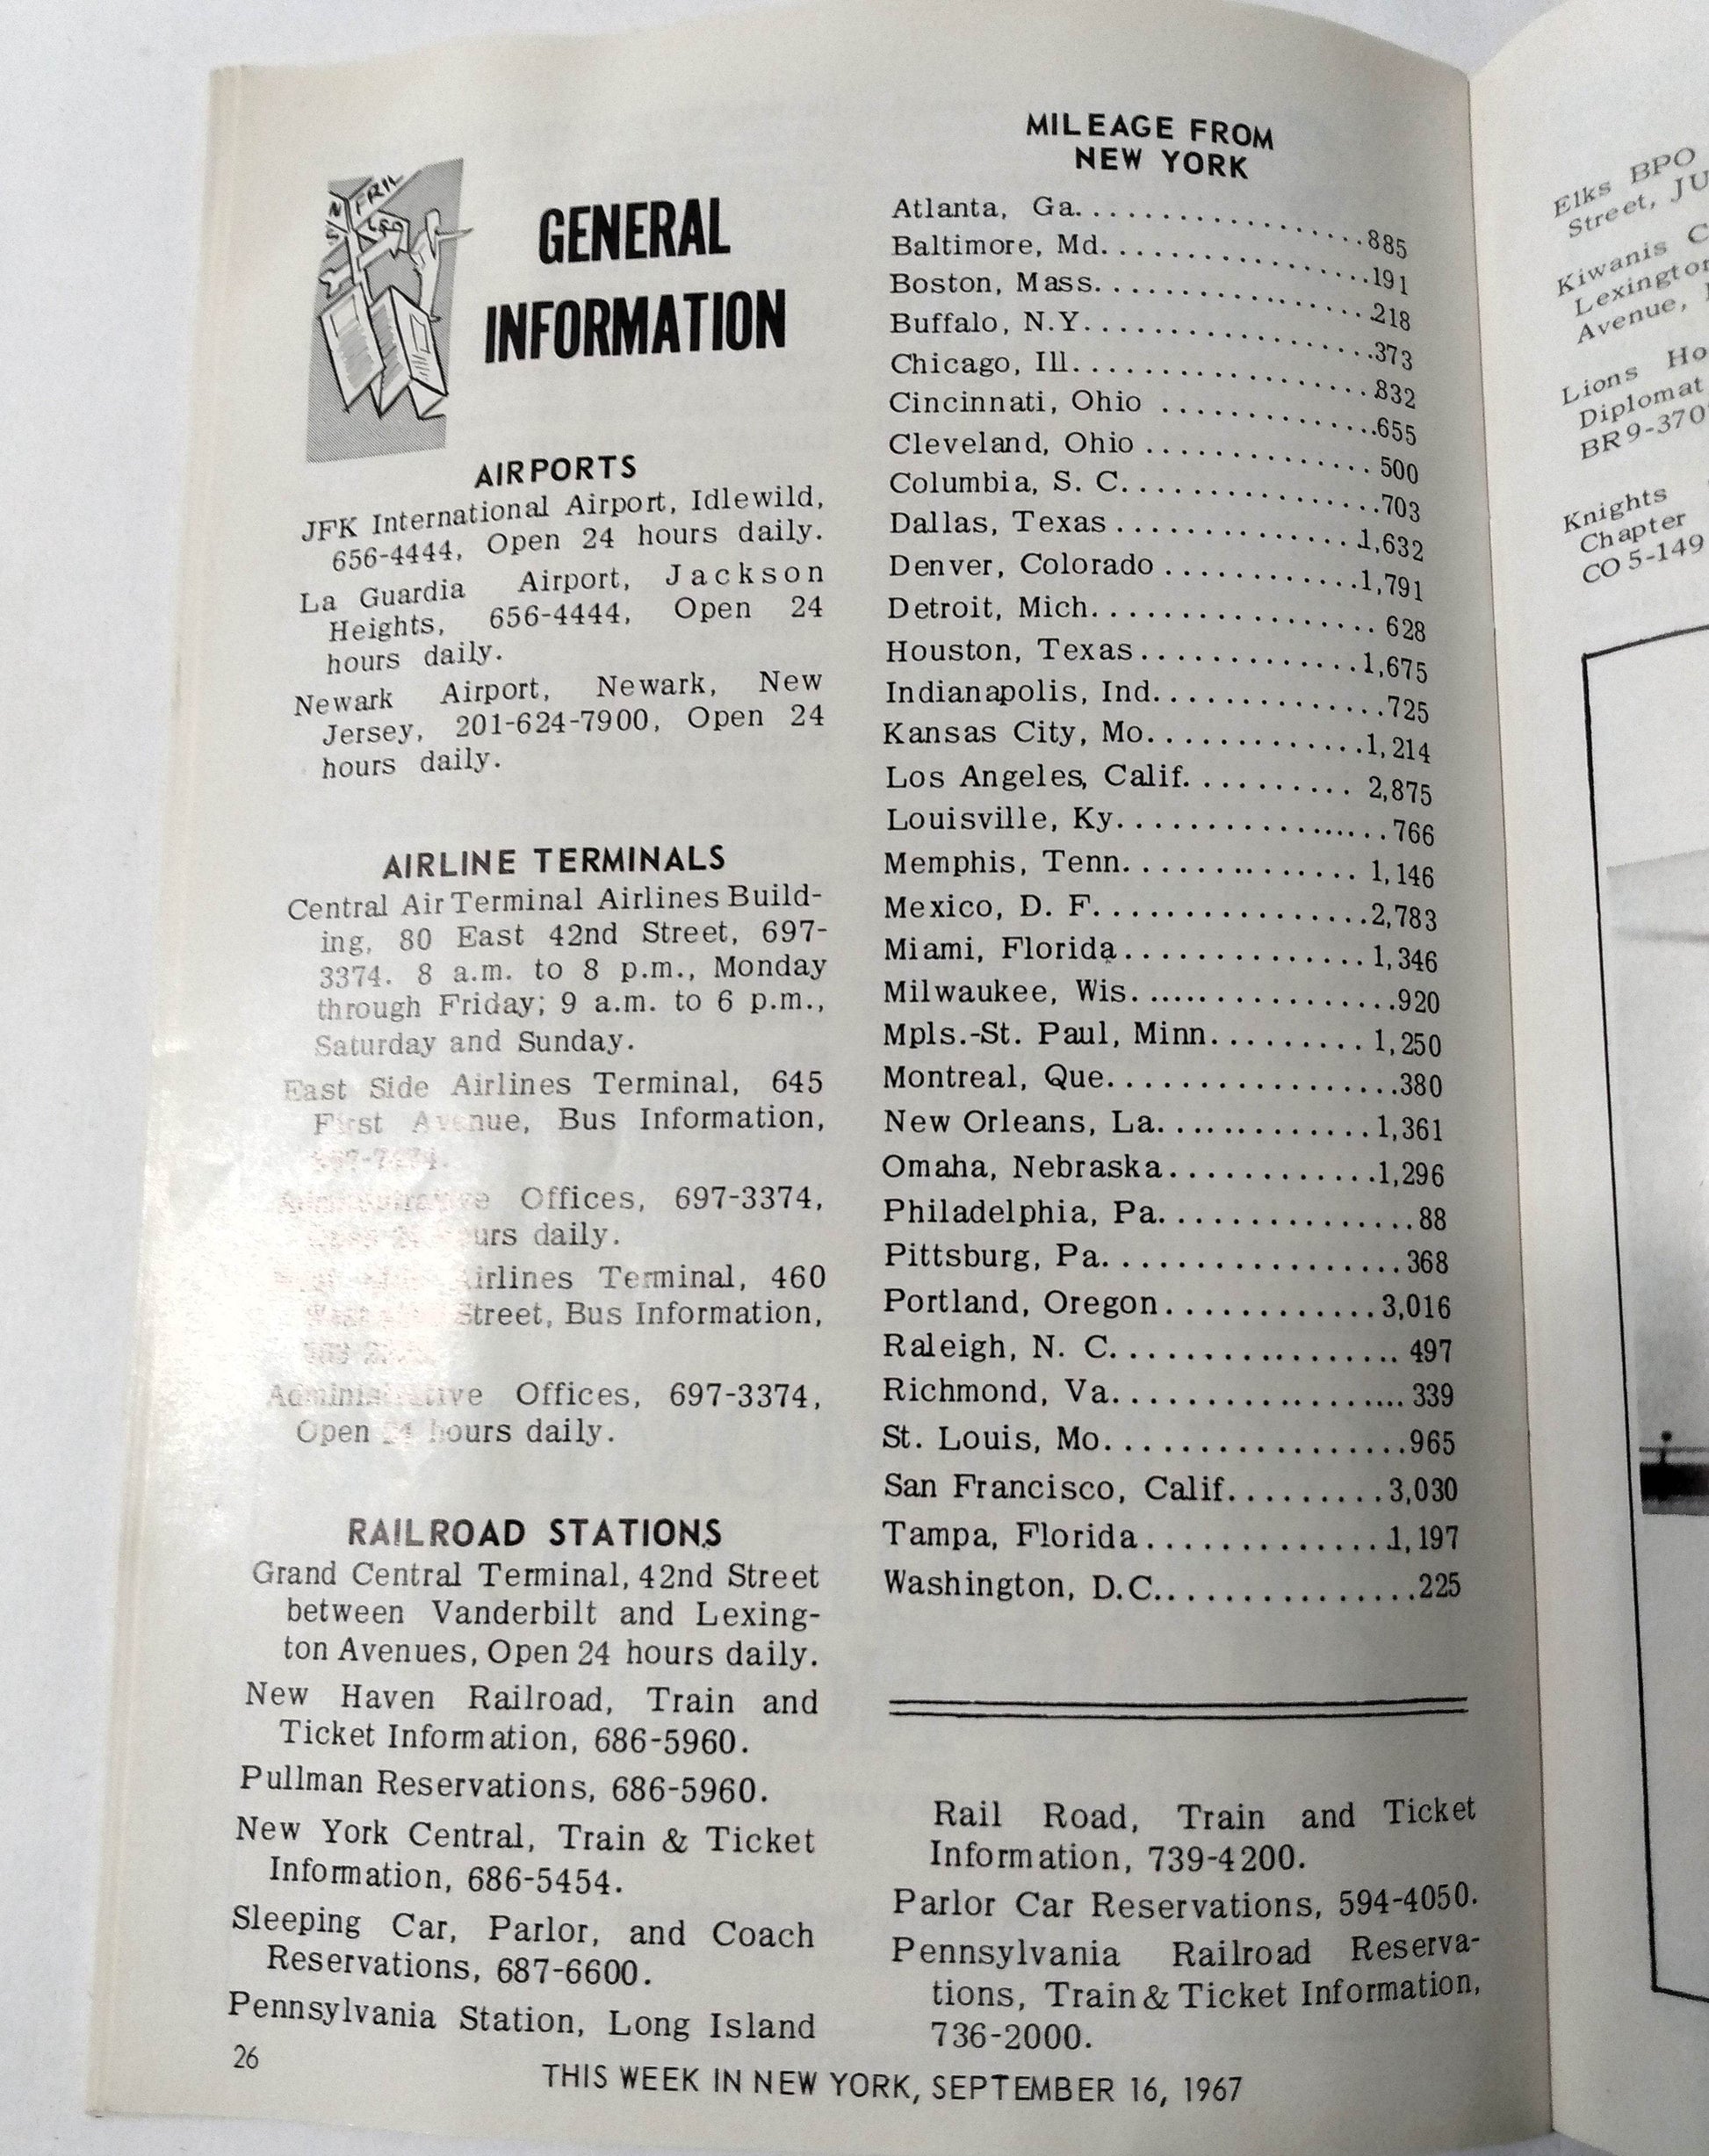 GENERAL
INFORMATION
AIRPORTS
JFK International Airport, Idlewild,
656-4444, Open 24 hours daily.
La Guardia Airport, Jackson
Heights, 656-4444, Open 24
hours daily.
Newark Airport, Newark, New
Jersey, 201-624-7900, Open 24
hours daily.
AIRLINE TERMINALS
Central Air Terminal Airlines Build-
ing, 80 East 42nd Street, 697-
3374. 8 a.m. to 8 p.m., Monday
through Friday; 9 a.m. to 6 p.m.,
Saturday and Sunday.
East Side Airlines Terminal, 645
First Avenue, Bus Information,
Administrative Offices, 697-3374,
Open 24 hours daily.
Airlines Terminal, 460
Street, Bus Information,
Administrative Offices, 697-3374,
Open 24 hours daily.
RAILROAD STATIONS
Grand Central Terminal, 42nd Street
between Vanderbilt and Lexing-
ton Avenues, Open 24 hours daily.
New Haven Railroad, Train and
Ticket Information, 686-5960.
Pullman Reservations, 686-5960.
New York Central, Train & Ticket
Information, 686-5454.
Sleeping Car, Parlor, and Coach
Reservations, 687-6600.
Pennsylvania Station, Long Island
MILEAGE FROM
NEW YORK
Atlanta, Ga. 885
Baltimore, Md. 191
Boston, Mass. 218
Buffalo, N.Y. 373
Chicago, Ill. 832
Cincinnati, Ohio 655
Cleveland, Ohio 500
Columbia, S. C. 703
Dallas, Texas 1,632
Denver, Colorado 1,791
Detroit, Mich. 628
Houston, Texas 1,675
Indianapolis, Ind. 725
Kansas City, Mo. 1,214
Los Angeles, Calif. 2,875
Louisville, Ky. 766
Memphis, Tenn. 1,146
Mexico, D. F. 2,783
Miami, Florida 1,346
Milwaukee, Wis. 920
Mpls.-St. Paul, Minn. 1,250
Montreal, Que. 380
New Orleans, La. 1,361
Omaha, Nebraska 1,296
Philadelphia, Pa. 88
Pittsburg, Pa. 368
Portland, Oregon 3,016
Raleigh, N. C. 497
Richmond, Va. 339
St. Louis, Mo. 965
San Francisco, Calif. 3,030
Tampa, Florida 1,197
Washington, D.C. 225
Rail Road, Train and Ticket
Information, 739-4200.
Parlor Car Reservations, 594-4050.
Pennsylvania Railroad Reserva-
tions, Train & Ticket Information,
736-2000.
26
THIS WEEK IN NEW YORK, SEPTEMBER 16, 1967
Elks BPO
Street, JU
Kiwanis C
Lexington
Avenue,
Lions Ho
Diplomat
BR 9-370
Knights
Chapter
CO 5-149